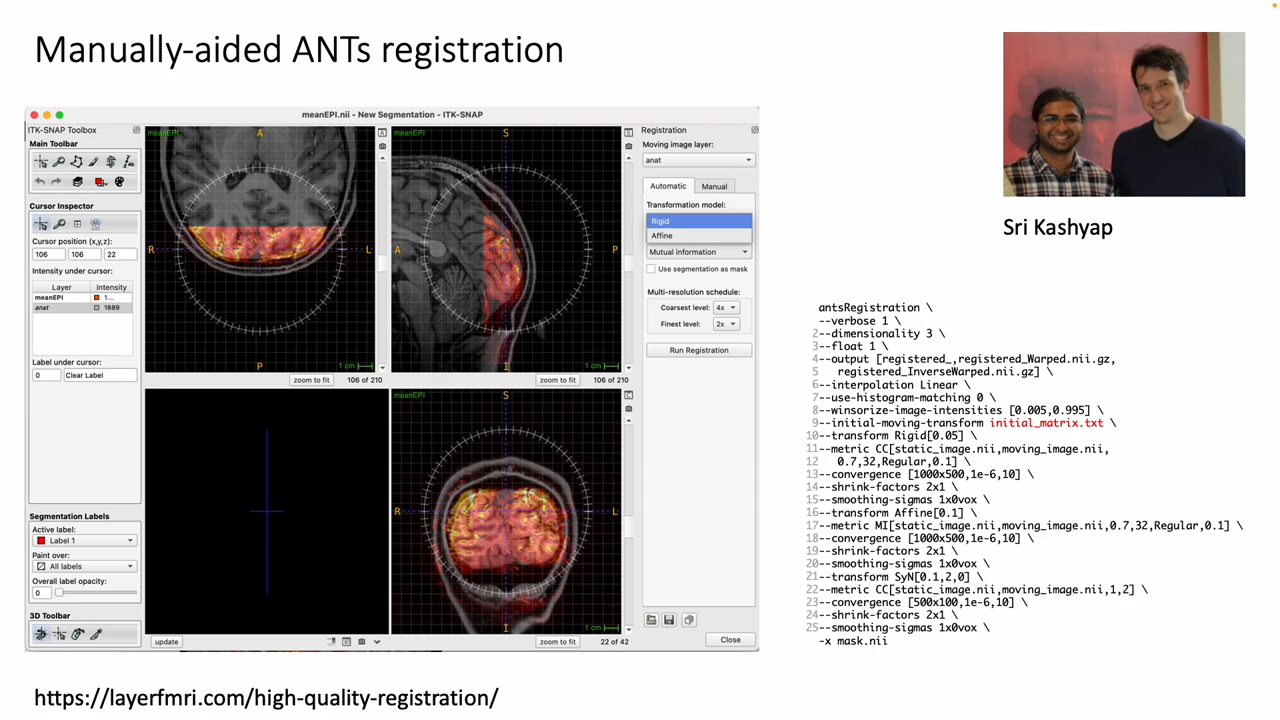 Manually-aided ANTs registration
meanEPI.nii - New Segmentation - ITK-SNAP
ITK-SNAP Toolbox
Main Toolbar
Cursor Inspector
Cursor position (x,y,z):
106 106 22
Intensity under cursor:
Layer Intensity
meanEPI 1...
anat 1889
Label under cursor:
0 Clear Label
Segmentation Labels
Active label:
Label 1
Paint over:
All labels
Overall label opacity:
0
3D Toolbar
meanEPI
A
A
R
L
P
1 cm
zoom to fit 106 of 210
meanEPI
S
S
A
P
I
1 cm
zoom to fit 106 of 210
update
meanEPI
S
C
R
L
I
1 cm
zoom to fit 22 of 42
Registration
Moving image layer:
anat
Automatic Manual
Transformation model:
Rigid
Affine
Mutual information
Use segmentation as mask
Multi-resolution schedule:
Coarsest level: 4x
Finest level: 2x
Run Registration
Close
Sri Kashyap
antsRegistration \
--verbose 1 \
2--dimensionality 3 \
3--float 1 \
4--output [registered_,registered_Warped.nii.gz,
5 registered_InverseWarped.nii.gz] \
6--interpolation Linear \
7--use-histogram-matching 0 \
8--winsorize-image-intensities [0.005,0.995] \
9--initial-moving-transform initial_matrix.txt \
10--transform Rigid[0.05] \
11--metric CC[static_image.nii,moving_image.nii,
12 0.7,32,Regular,0.1] \
13--convergence [1000x500,1e-6,10] \
14--shrink-factors 2x1 \
15--smoothing-sigmas 1x0vox \
16--transform Affine[0.1] \
17--metric MI[static_image.nii,moving_image.nii,0.7,32,Regular,0.1] \
18--convergence [1000x500,1e-6,10] \
19--shrink-factors 2x1 \
20--smoothing-sigmas 1x0vox \
21--transform SyN[0.1,2,0] \
22--metric CC[static_image.nii,moving_image.nii,1,2] \
23--convergence [500x100,1e-6,10] \
24--shrink-factors 2x1 \
25--smoothing-sigmas 1x0vox \
-x mask.nii
https://layerfmri.com/high-quality-registration/